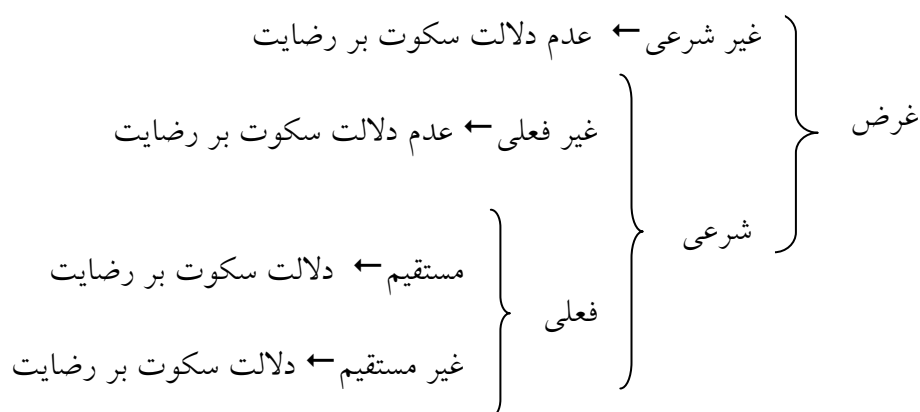 غیر شرعی← عدم دلالت سکوت بر رضایت
غرض
غیر فعلی← عدم دلالت سکوت بر رضایت
شرعی
مستقیم← دلالت سکوت بر رضایت
فعلی
غیر مستقیم← دلالت سکوت بر رضایت